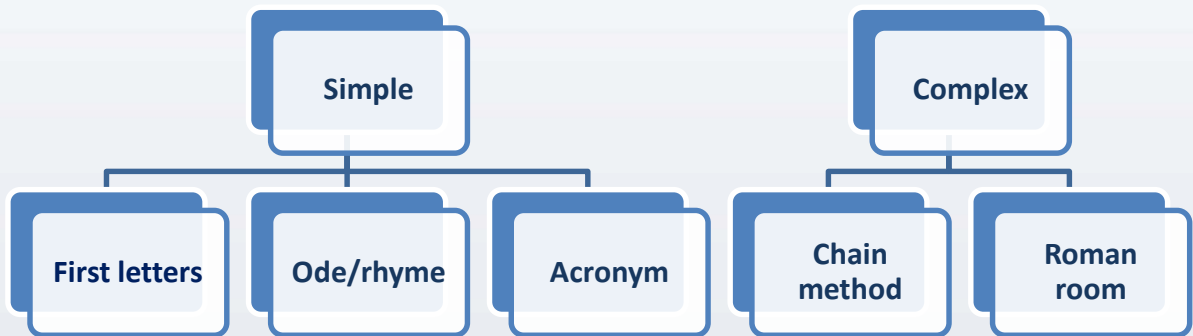 Simple
Complex
First letters
Ode/rhyme
Acronym
Chain
method
Roman
room